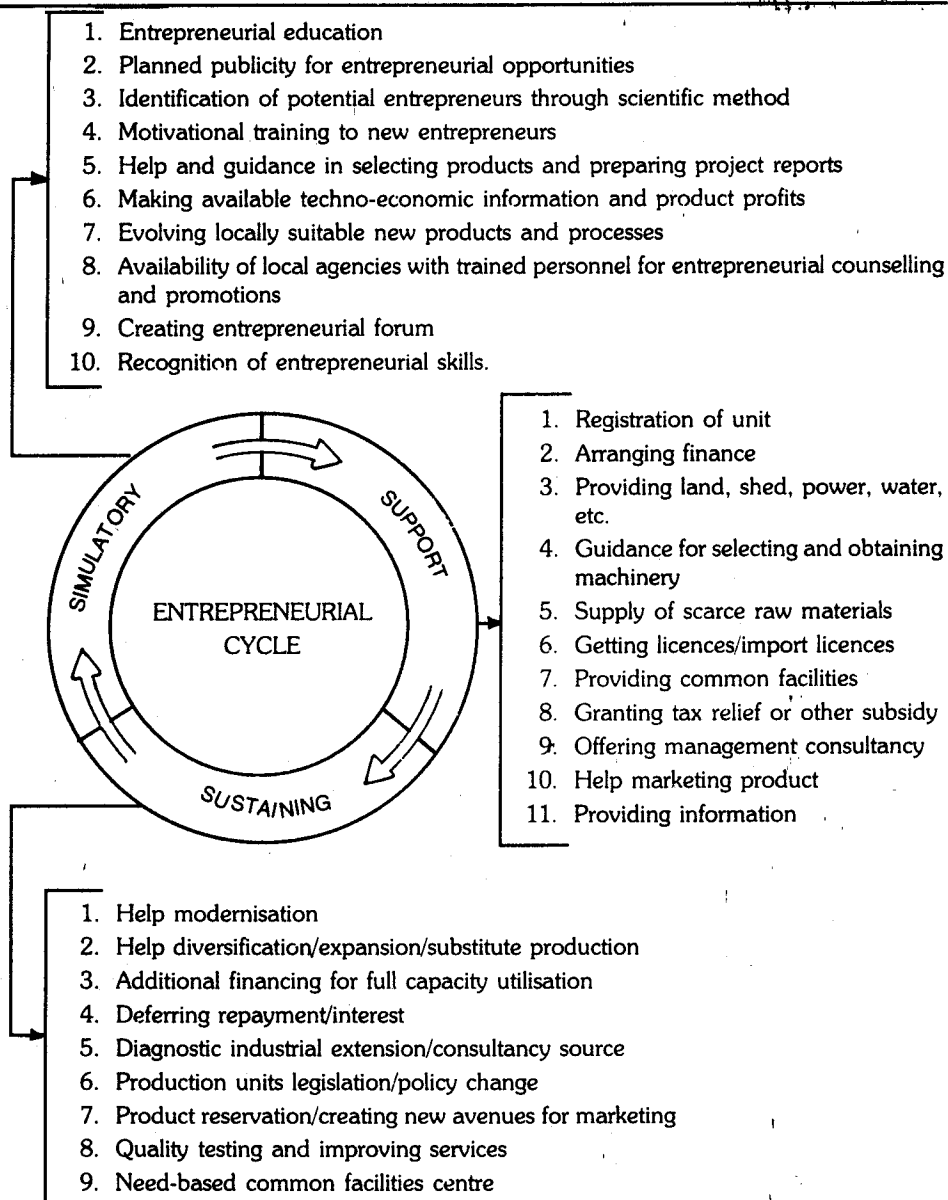 1. Entrepreneurial education
2. Planned publicity for entrepreneurial opportunities
3. Identification of potential entrepreneurs through scientific method
4. Motivational training to new entrepreneurs
5. Help and guidance in selecting products and preparing project reports
6. Making available techno-economic information and product profits
7. Evolving locally suitable new products and processes
8. Availability of local agencies with trained personnel for entrepreneurial counselling
and promotions
9. Creating entrepreneurial forum
10. Recognition of entrepreneurial skills.
SIMULATORY
SUPPORT
SUSTAINING
ENTREPRENEURIAL
CYCLE
1. Registration of unit
2. Arranging finance
3. Providing land, shed, power, water,
etc.
4. Guidance for selecting and obtaining
machinery
5. Supply of scarce raw materials
6. Getting licences/import licences
7. Providing common facilities
8. Granting tax relief or other subsidy
9. Offering management consultancy
10. Help marketing product
11. Providing information
1. Help modernisation
2. Help diversification/expansion/substitute production
3. Additional financing for full capacity utilisation
4. Deferring repayment/interest
5. Diagnostic industrial extension/consultancy source
6. Production units legislation/policy change
7. Product reservation/creating new avenues for marketing
8. Quality testing and improving services
9. Need-based common facilities centre